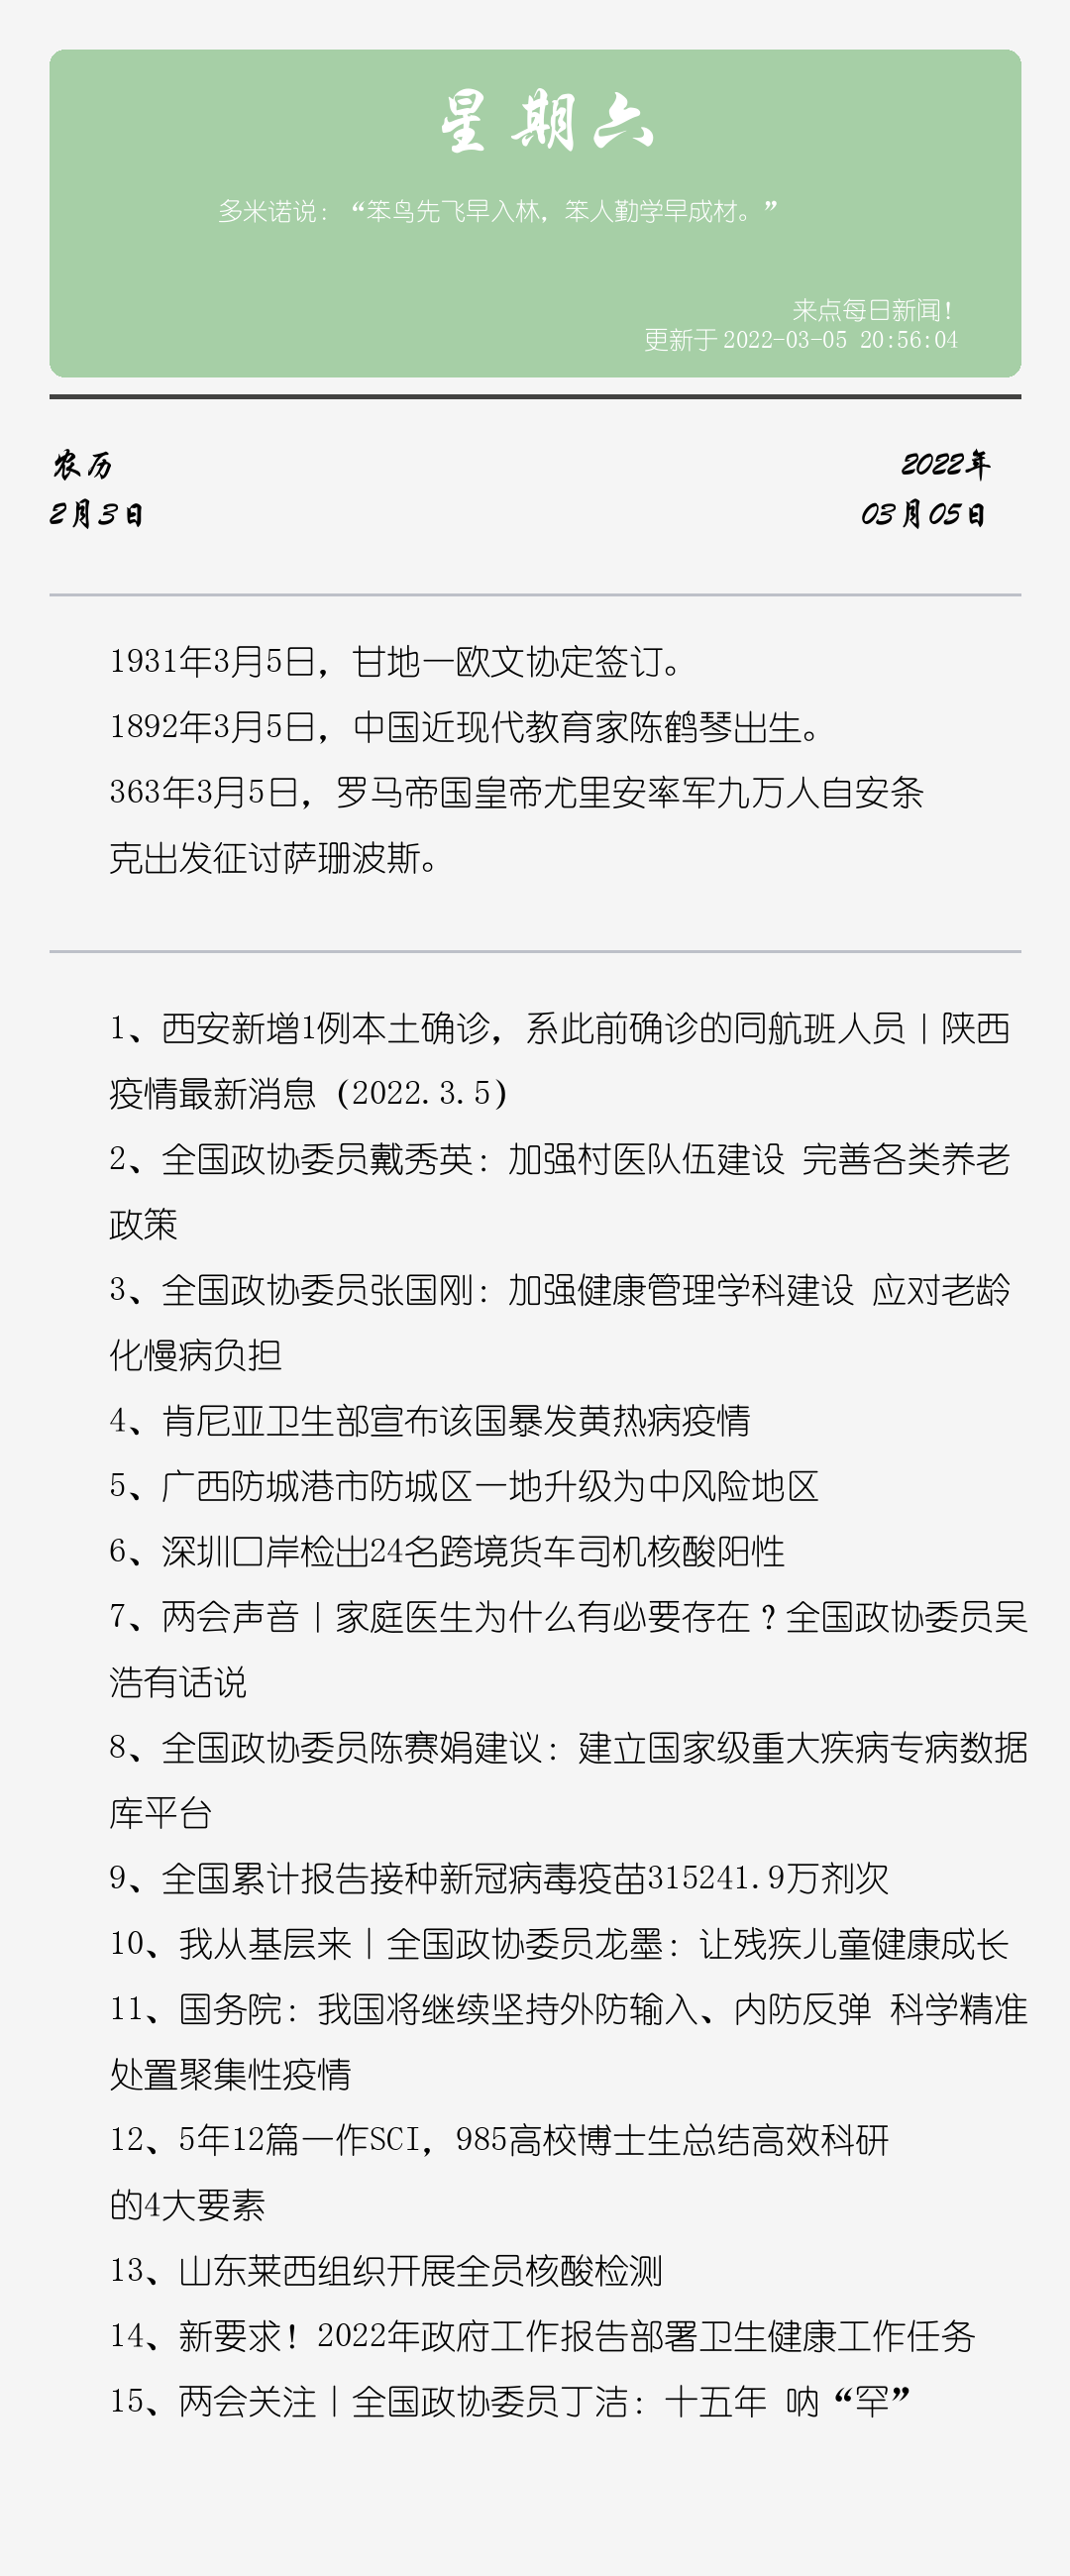 星期六
多米诺说：“笨鸟先飞早入林，笨人勤学早成材。”
来点每日新闻！
更新于 2022-03-05 20:56:04
农历
2022年
2月3日
03月05日
1931年3月5日，甘地—欧文协定签订。
1892年3月5日，中国近现代教育家陈鹤琴出生。
363年3月5日，罗马帝国皇帝尤里安率军九万人自安条
克出发征讨萨珊波斯。
1、西安新增1例本土确诊，系此前确诊的同航班人员｜陕西
疫情最新消息（2022.3.5）
2、全国政协委员戴秀英：加强村医队伍建设 完善各类养老
政策
3、全国政协委员张国刚：加强健康管理学科建设 应对老龄
化慢病负担
4、肯尼亚卫生部宣布该国暴发黄热病疫情
5、广西防城港市防城区一地升级为中风险地区
6、深圳口岸检出24名跨境货车司机核酸阳性
7、两会声音｜家庭医生为什么有必要存在？全国政协委员吴
浩有话说
8、全国政协委员陈赛娟建议：建立国家级重大疾病专病数据
库平台
9、全国累计报告接种新冠病毒疫苗315241.9万剂次
10、我从基层来｜全国政协委员龙墨：让残疾儿童健康成长
11、国务院：我国将继续坚持外防输入、内防反弹 科学精准
处置聚集性疫情
12、5年12篇一作SCI，985高校博士生总结高效科研
的4大要素
13、山东莱西组织开展全员核酸检测
14、新要求！2022年政府工作报告部署卫生健康工作任务
15、两会关注｜全国政协委员丁洁：十五年 呐“罕”